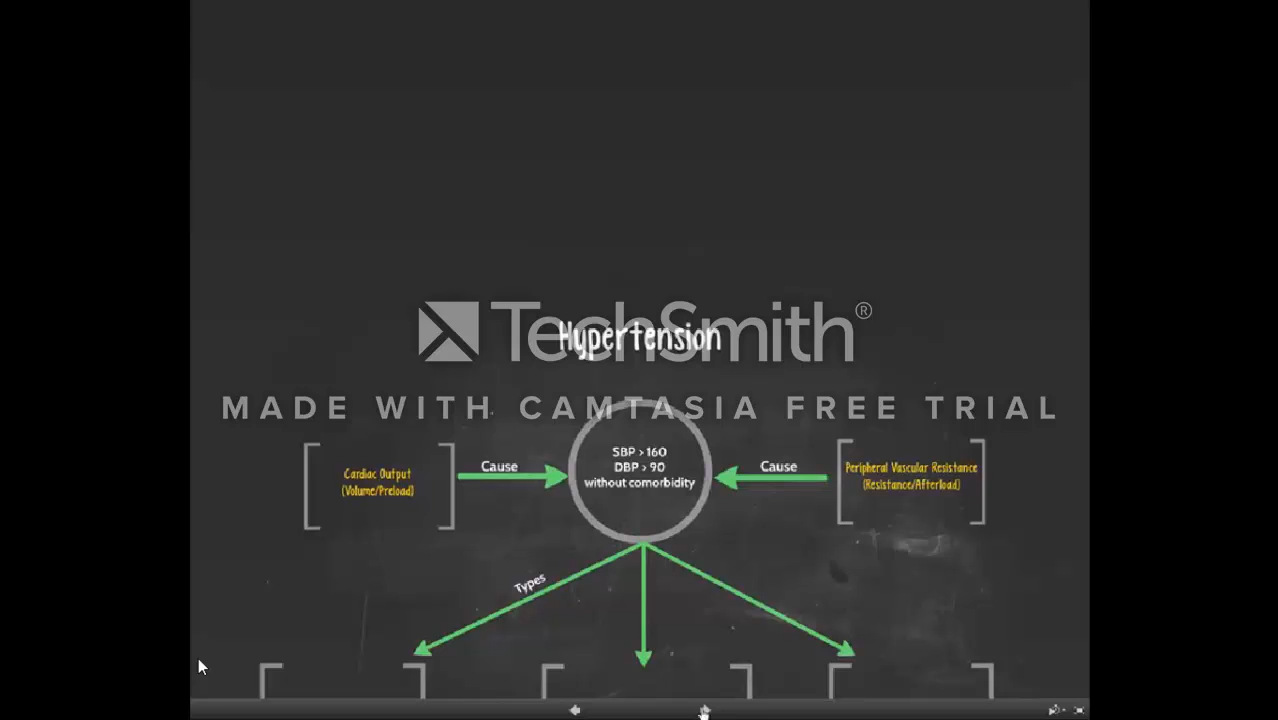 TechSmith®
Hypertension
MADE WITH CAMTASIA FREE TRIAL
SBP > 160
DBP > 90
without comorbidity
Cause
Cause
Cardiac Output
(Volume/Preload)
Peripheral Vascular Resistance
(Resistance/Afterload)
Types